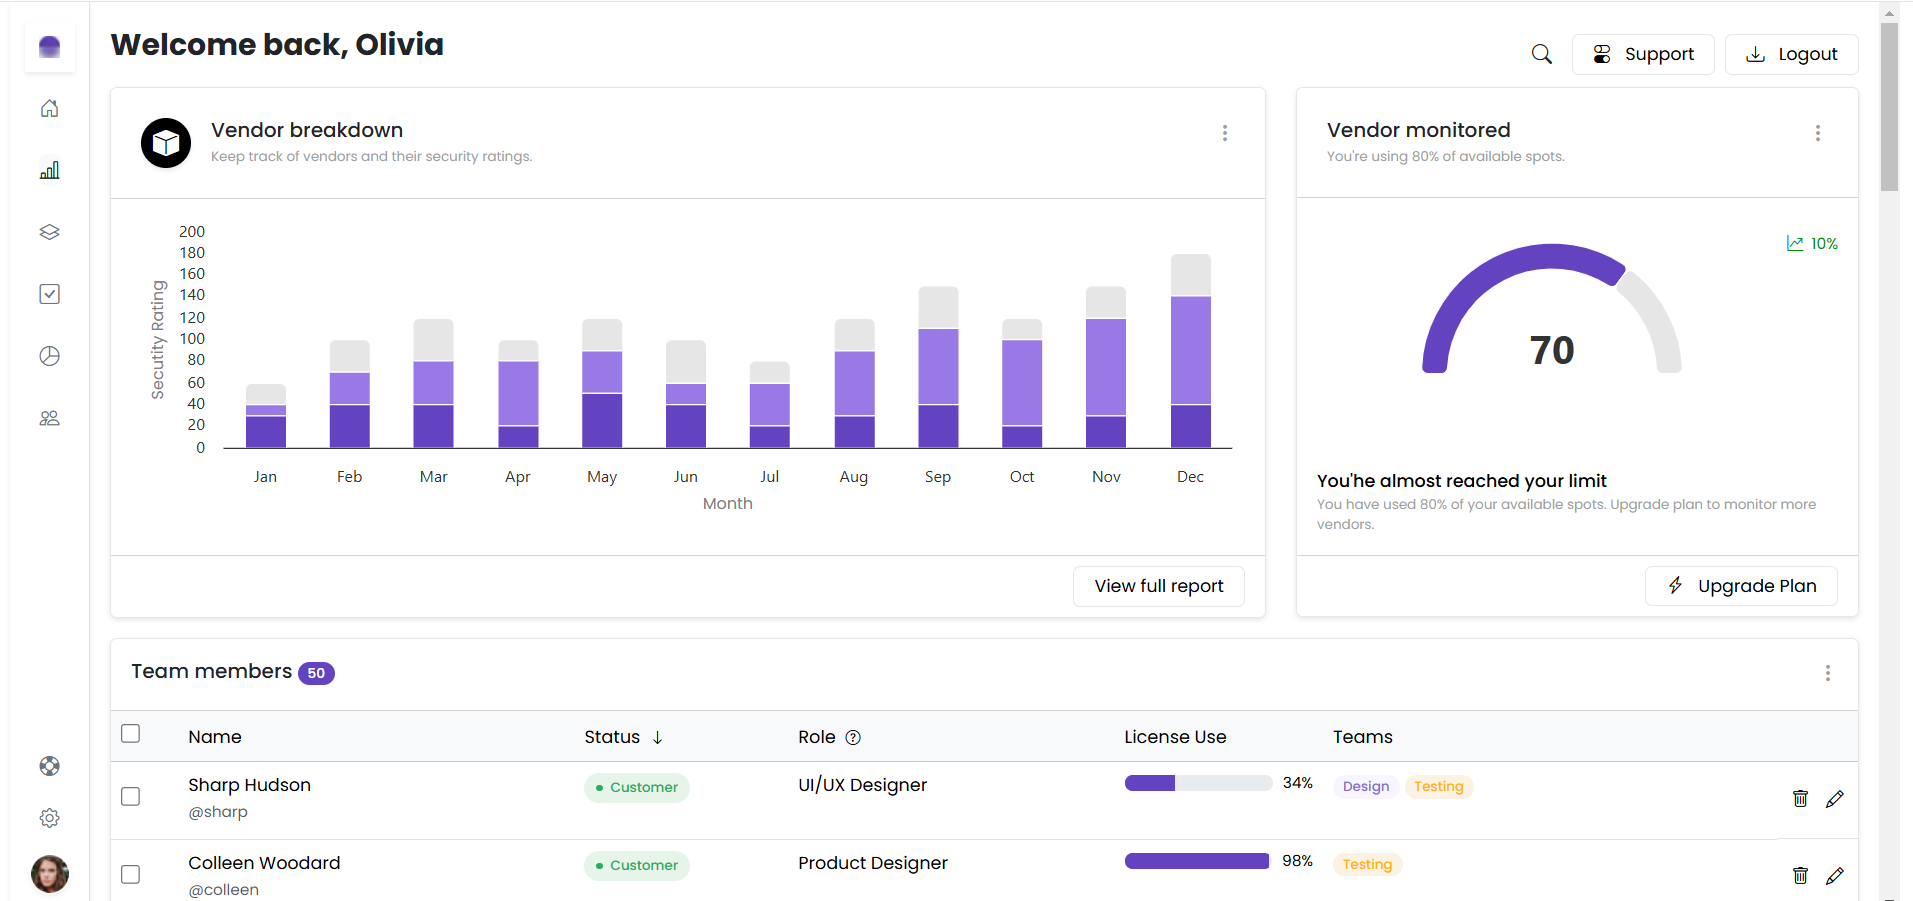 Welcome back, Olivia
Support
Logout
Vendor breakdown
Keep track of vendors and their security ratings.
Secutity Rating
200
180
160
140
120
100
80
60
40
20
0
Jan Feb Mar Apr May Jun Jul Aug Sep Oct Nov Dec
Month
View full report
Vendor monitored
You're using 80% of available spots.
10%
70
You'he almost reached your limit
You have used 80% of your available spots. Upgrade plan to monitor more
vendors.
Upgrade Plan
Team members 50
Name Status Role License Use Teams
Sharp Hudson Customer UI/UX Designer 34% Design Testing
@sharp
Colleen Woodard Customer Product Designer 98% Testing
@colleen